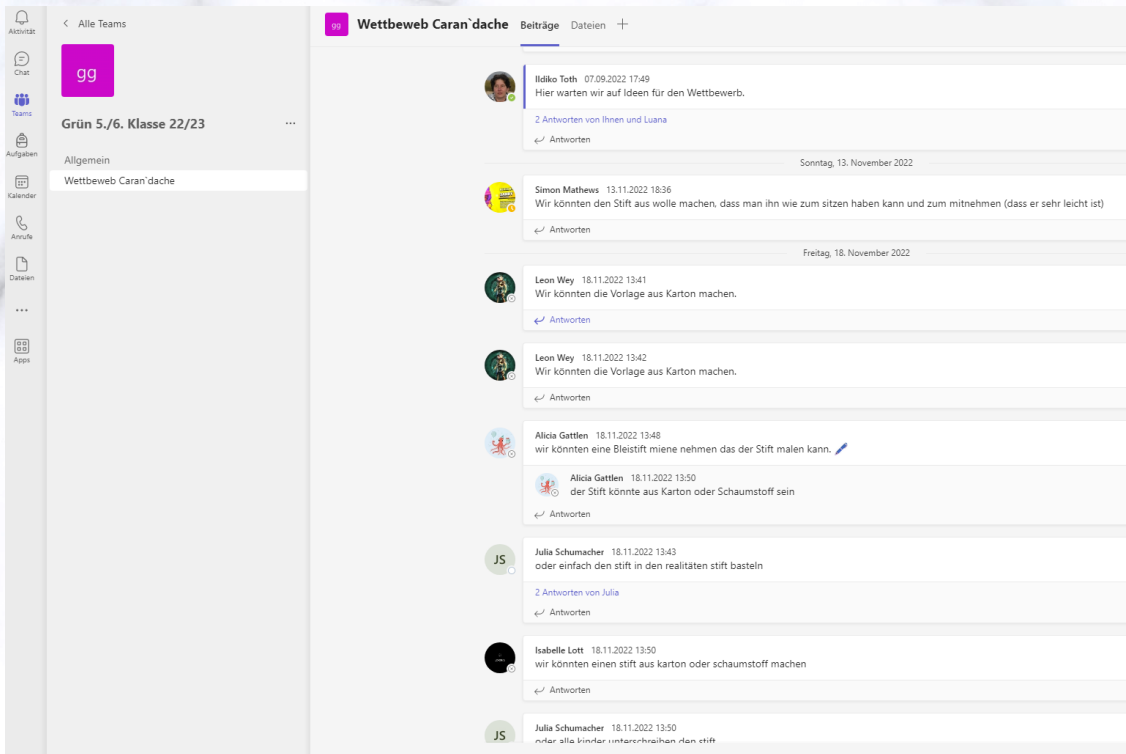 Aktivität
Chat
Teams
Aufgaben
Kalender
Anrufe
Dateien
Apps
Alle Teams
gg
Grün 5./6. Klasse 22/23
Allgemein
Wettbeweb Caran`dache
gg Wettbeweb Caran`dache Beiträge Dateien
Ildiko Toth 07.09.2022 17:49
Hier warten wir auf Ideen für den Wettbewerb.
2 Antworten von Ihnen und Luana
Antworten
Sonntag, 13. November 2022
Simon Mathews 13.11.2022 18:36
Wir könnten den Stift aus wolle machen, dass man ihn wie zum sitzen haben kann und zum mitnehmen (dass er sehr leicht ist)
Antworten
Freitag, 18. November 2022
Leon Wey 18.11.2022 13:41
Wir könnten die Vorlage aus Karton machen.
Antworten
Leon Wey 18.11.2022 13:42
Wir könnten die Vorlage aus Karton machen.
Antworten
Alicia Gattlen 18.11.2022 13:48
wir könnten eine Bleistift miene nehmen das der Stift malen kann.
Alicia Gattlen 18.11.2022 13:50
der Stift könnte aus Karton oder Schaumstoff sein
Antworten
JS
Julia Schumacher 18.11.2022 13:43
oder einfach den stift in den realitäten stift basteln
2 Antworten von Julia
Antworten
Isabelle Lott 18.11.2022 13:50
wir könnten einen stift aus karton oder schaumstoff machen
Antworten
JS
Julia Schumacher 18.11.2022 13:50
oder alle kinder unterschreiben den stift